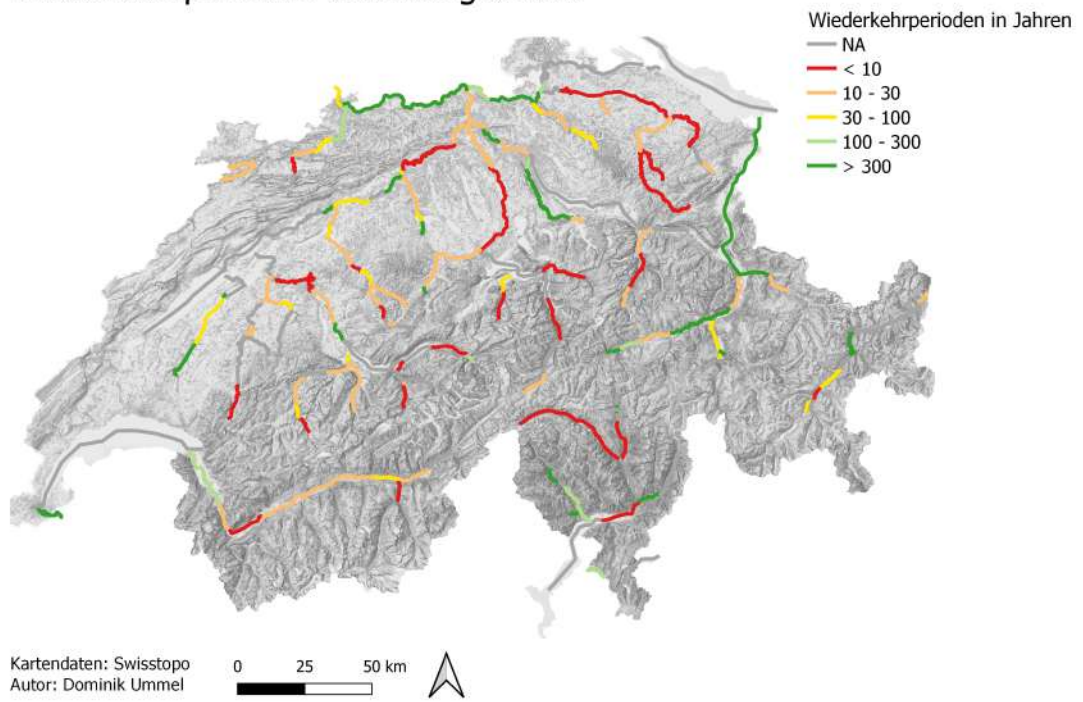 Wiederkehrperioden in Jahren
NA
< 10
10 - 30
30 - 100
100 - 300
> 300
Kartendaten: Swisstopo
Autor: Dominik Ummel
0 25 50 km